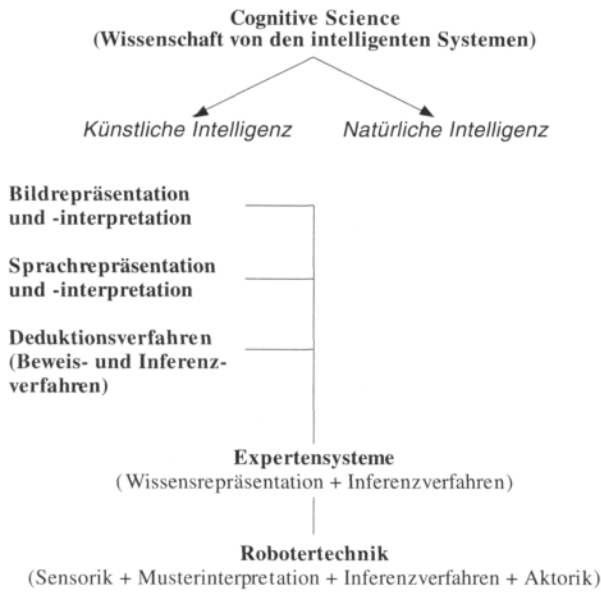 Cognitive Science
(Wissenschaft von den intelligenten Systemen)
Künstliche Intelligenz
Natürliche Intelligenz
Bildrepräsentation
und -interpretation
Sprachrepräsentation
und -interpretation
Deduktionsverfahren
(Beweis- und Inferenz-
verfahren)
Expertensysteme
(Wissensrepräsentation + Inferenzverfahren)
Robotertechnik
(Sensorik + Musterinterpretation + Inferenzverfahren + Aktorik)